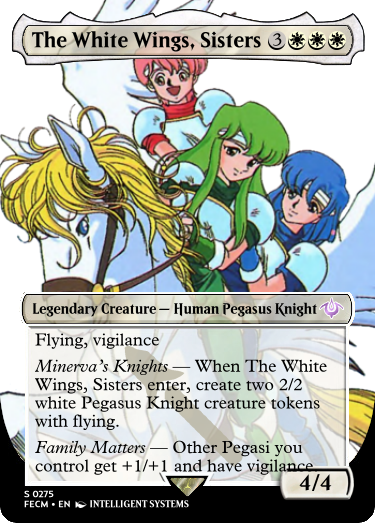 The White Wings, Sisters 3
Legendary Creature — Human Pegasus Knight
Flying, vigilance
Minerva's Knights — When The White
Wings, Sisters enter, create two 2/2
white Pegasus Knight creature tokens
with flying.
Family Matters — Other Pegasi you
control get +1/+1 and have vigilance.
4/4
S 0275
FECM • EN INTELLIGENT SYSTEMS